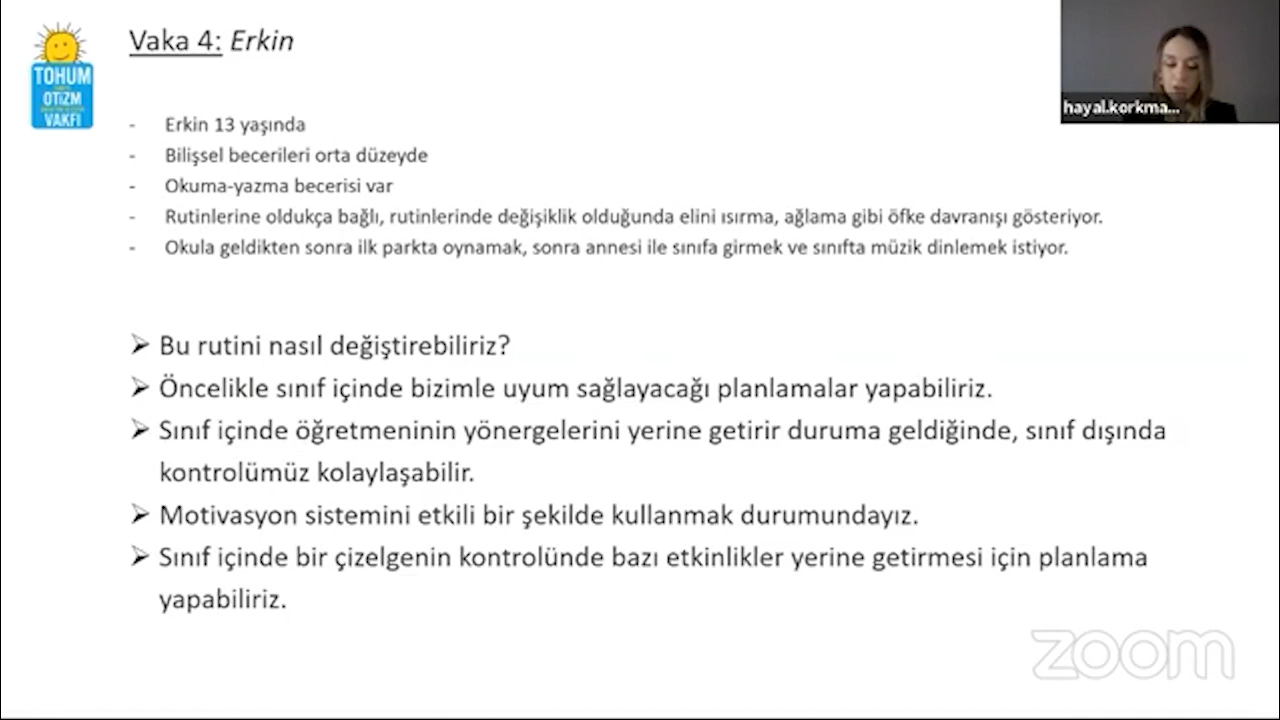 Vaka 4: Erkin
hayal.korkma...
TOHUM
OTİZM
VAKFI
- Erkin 13 yaşında
- Bilişsel becerileri orta düzeyde
- Okuma-yazma becerisi var
- Rutinlerine oldukça bağlı, rutinlerinde değişiklik olduğunda elini ısırma, ağlama gibi öfke davranışı gösteriyor.
- Okula geldikten sonra ilk parkta oynamak, sonra annesi ile sınıfa girmek ve sınıfta müzik dinlemek istiyor.
➢ Bu rutini nasıl değiştirebiliriz?
➢ Öncelikle sınıf içinde bizimle uyum sağlayacağı planlamalar yapabiliriz.
➢ Sınıf içinde öğretmeninin yönergelerini yerine getirir duruma geldiğinde, sınıf dışında
kontrolümüz kolaylaşabilir.
➢ Motivasyon sistemini etkili bir şekilde kullanmak durumundayız.
➢ Sınıf içinde bir çizelgenin kontrolünde bazı etkinlikler yerine getirmesi için planlama
yapabiliriz.
zoom